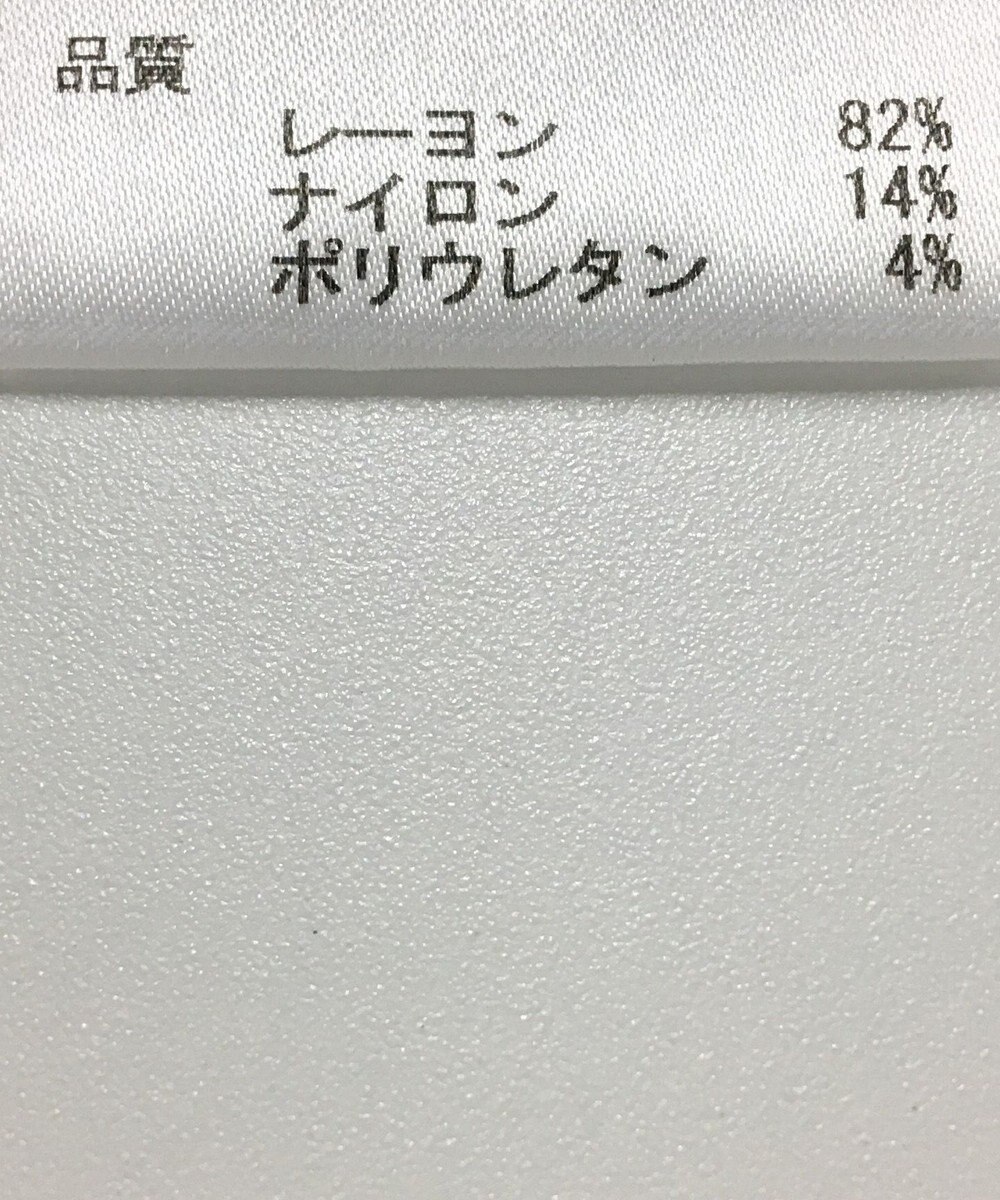 品質
レーヨン 82%
ナイロン 14%
ポリウレタン 4%